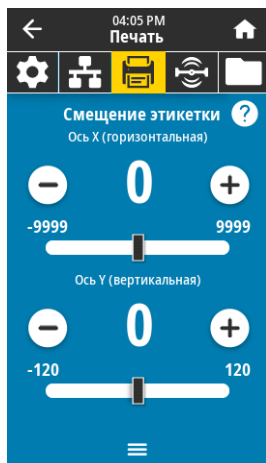 04:05 PM
Печать
Смещение этикетки ?
Ось X (горизонтальная)
0
-9999 9999
Ось Y (вертикальная)
0
-120 120